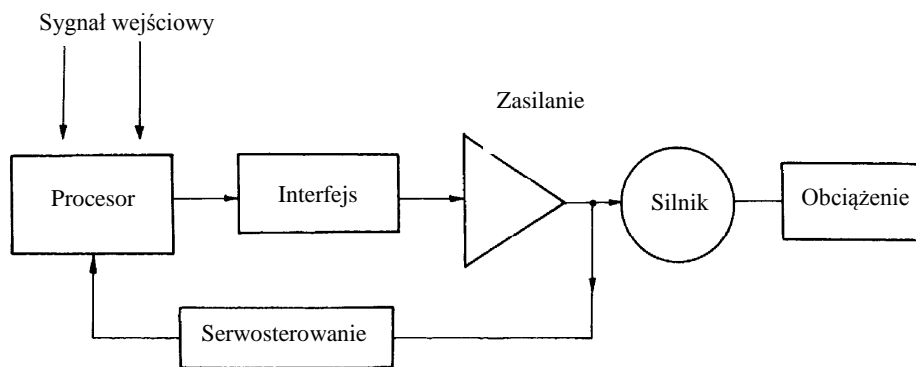 Sygnał wejściowy
Zasilanie
Procesor
Interfejs
Silnik
Obciążenie
Serwosterowanie